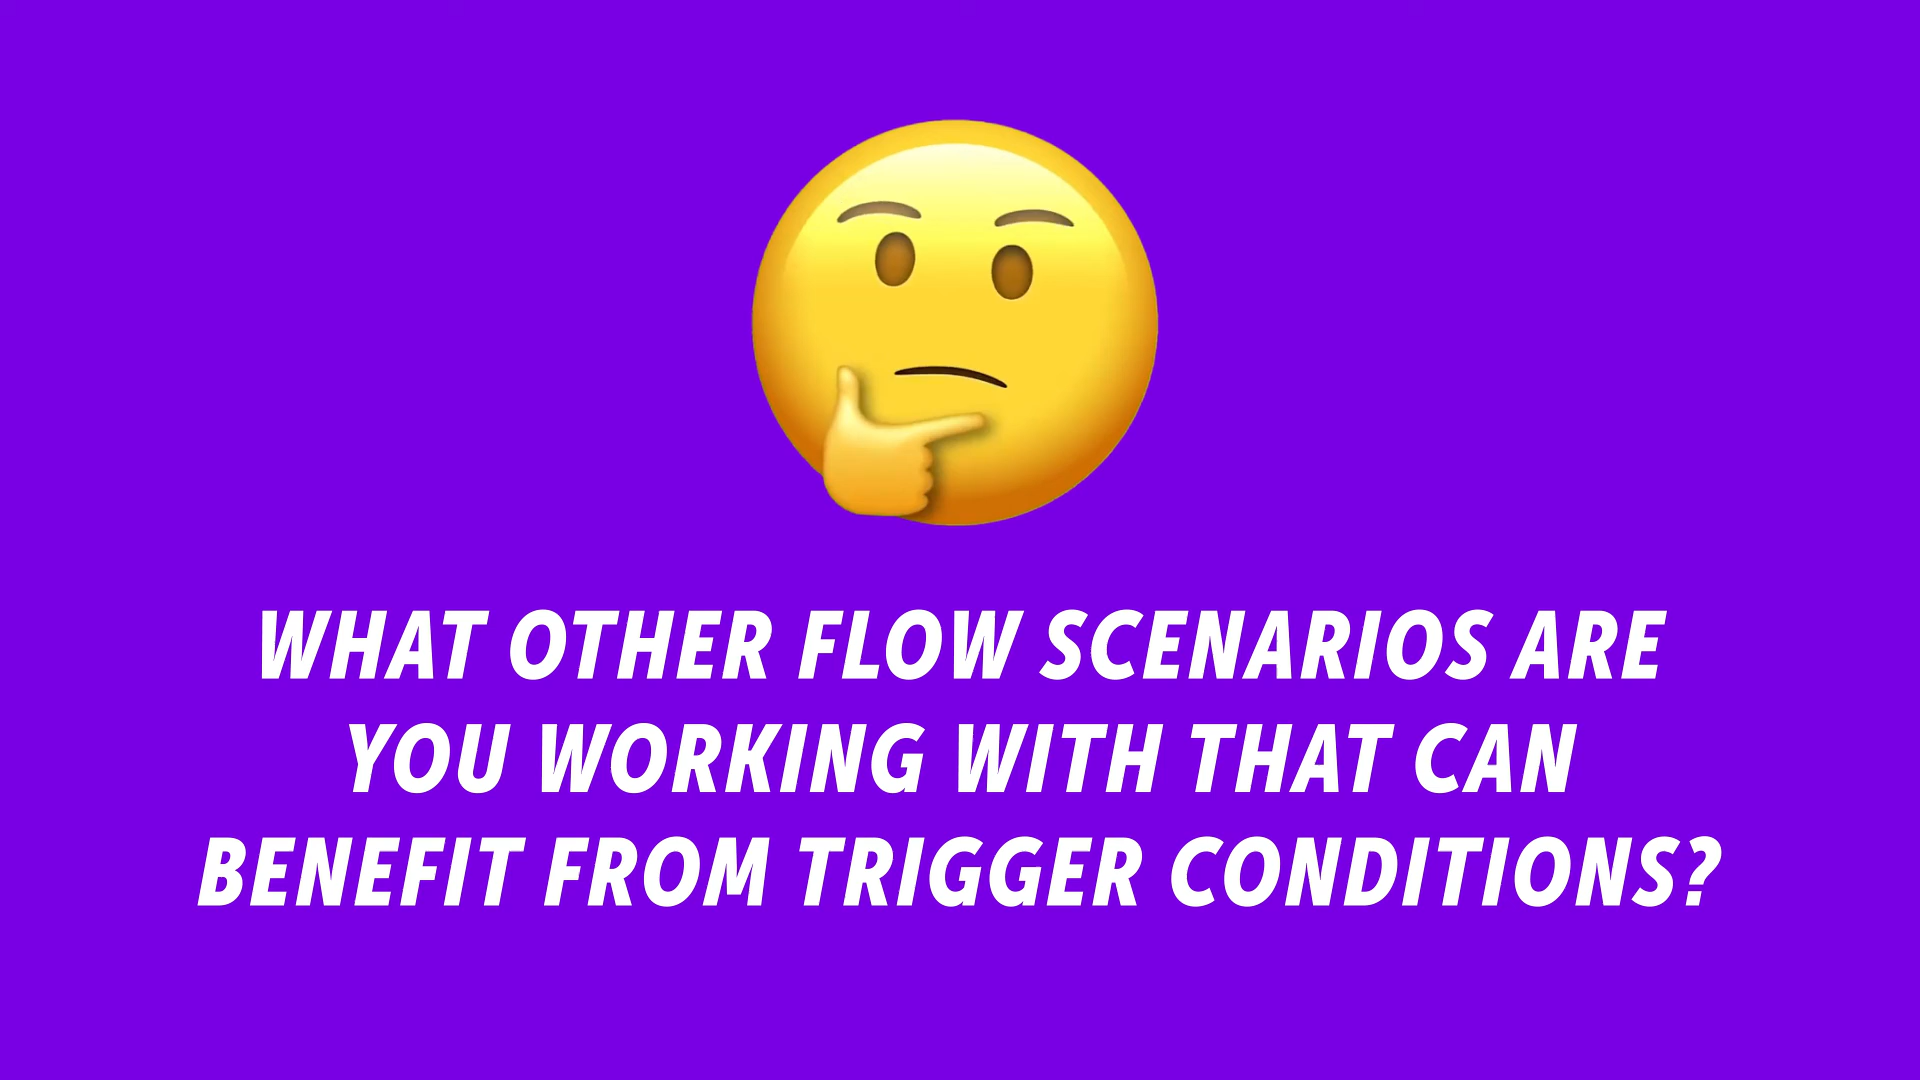 WHAT OTHER FLOW SCENARIOS ARE
YOU WORKING WITH THAT CAN
BENEFIT FROM TRIGGER CONDITIONS?